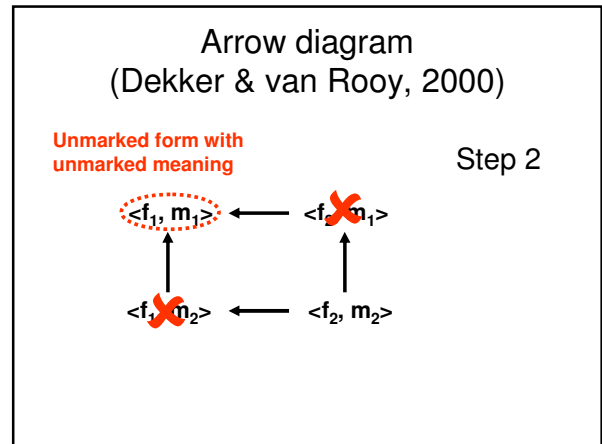 Arrow diagram
(Dekker & van Rooy, 2000)
Unmarked form with
unmarked meaning
Step 2
<f₁, m₁> <f₂ m₁>
<f₁ m₂> <f₂, m₂>